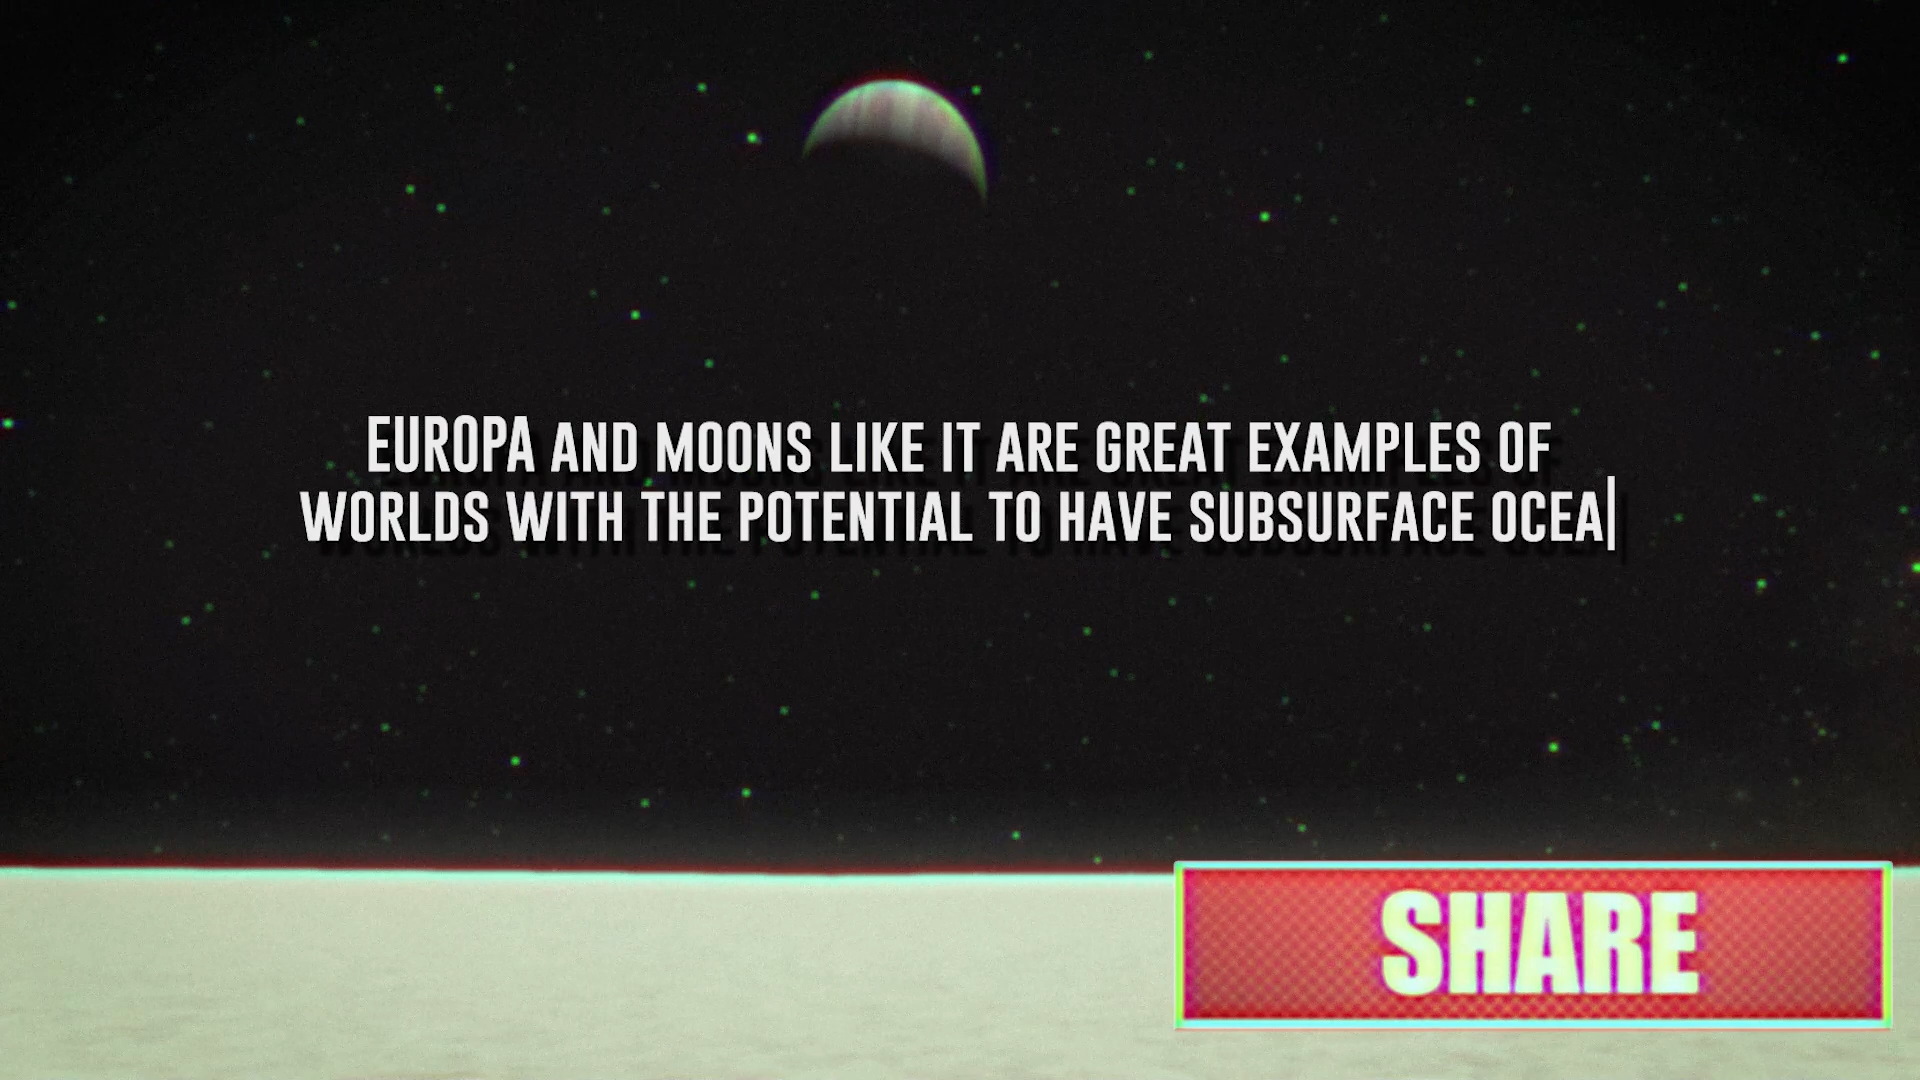 EUROPA AND MOONS LIKE IT ARE GREAT EXAMPLES OF
WORLDS WITH THE POTENTIAL TO HAVE SUBSURFACE OCEA
SHARE